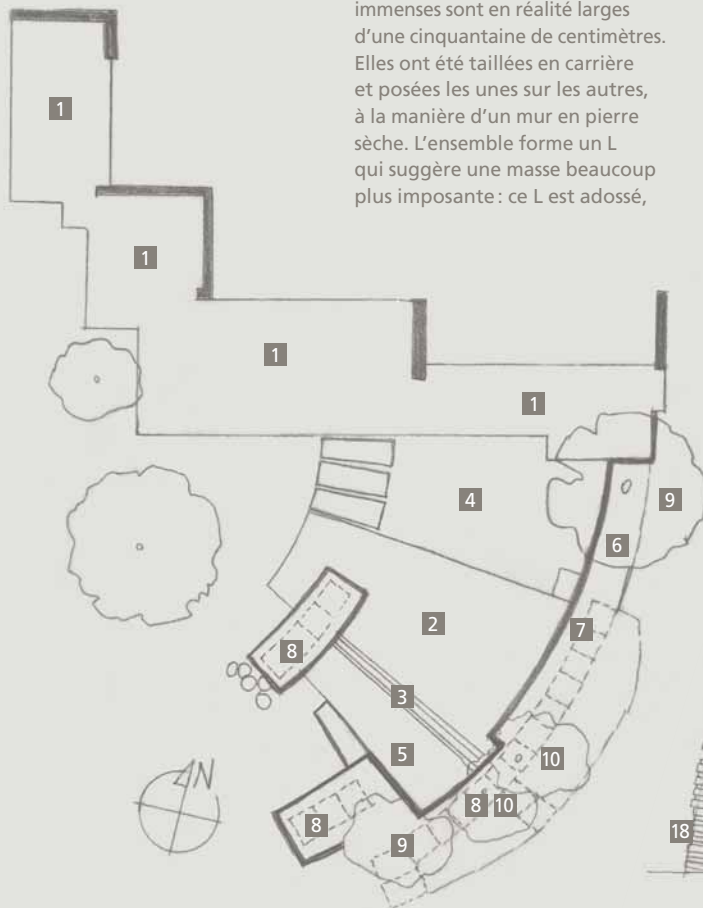 immenses sont en réalité larges
d'une cinquantaine de centimètres.
Elles ont été taillées en carrière
et posées les unes sur les autres,
à la manière d'un mur en pierre
sèche. L'ensemble forme un L
qui suggère une masse beaucoup
plus imposante : ce L est adossé,
1
1
1
1
4
9
6
2
7
8
3
5
10
N
8
8 10
9
18